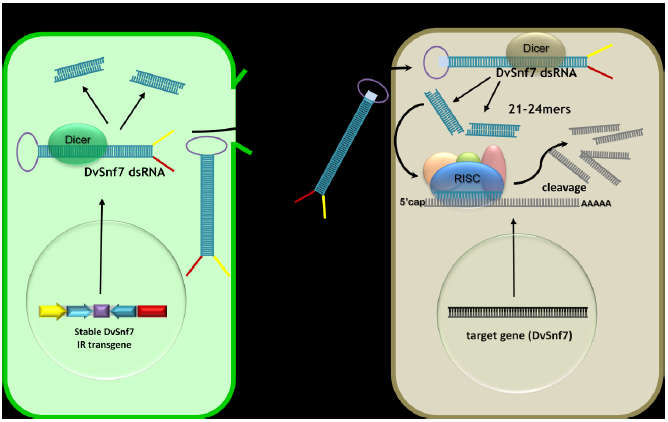 Dicer
DvSnf7 dsRNA
Stable DvSnf7
IR transgene
Dicer
DvSnf7 dsRNA
21-24mers
RISC
cleavage
5'cap
AAAAA
target gene (DvSnf7)